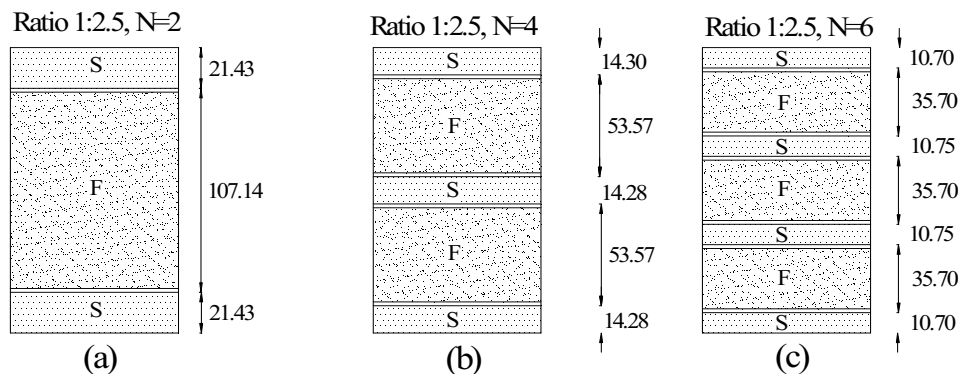 Ratio 1:2.5, N=2
S
21.43
F
107.14
S
21.43
(a)
Ratio 1:2.5, N=4
S
14.30
F
53.57
S
14.28
F
53.57
S
14.28
(b)
Ratio 1:2.5, N=6
S
10.70
F
35.70
S
10.75
F
35.70
S
10.75
F
35.70
S
10.70
(c)